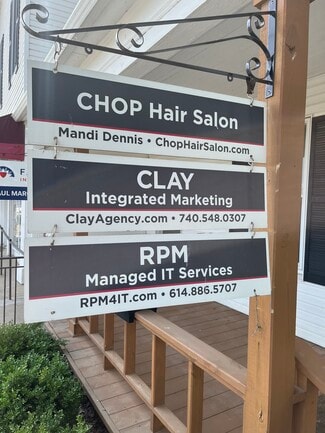 CHOP Hair Salon
Mandi Dennis • ChopHairSalon.com
CLAY
Integrated Marketing
ClayAgency.com • 740.548.0307
RPM
Managed IT Services
RPM4IT.com • 614.886.5707